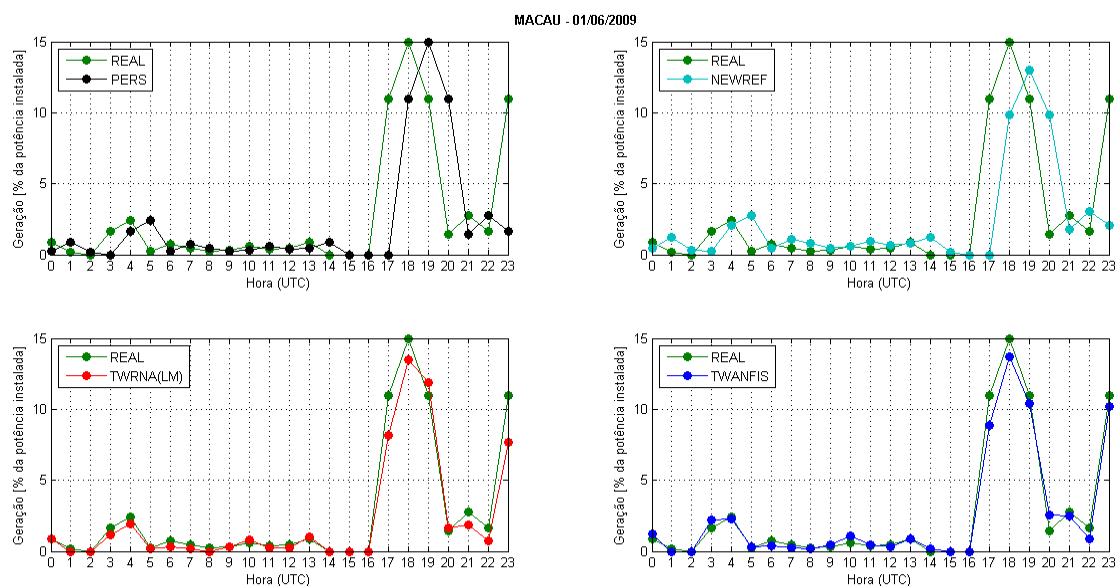 MACAU - 01/06/2009
Geração [% da potência instalada]
15
10
5
0
REAL
PERS
0 1 2 3 4 5 6 7 8 9 10 11 12 13 14 15 16 17 18 19 20 21 22 23
Hora (UTC)
Geração [% da potência instalada]
15
10
5
0
REAL
NEWREF
0 1 2 3 4 5 6 7 8 9 10 11 12 13 14 15 16 17 18 19 20 21 22 23
Hora (UTC)
Geração [% da potência instalada]
15
10
5
0
REAL
TWRNA(LM)
0 1 2 3 4 5 6 7 8 9 10 11 12 13 14 15 16 17 18 19 20 21 22 23
Hora (UTC)
Geração [% da potência instalada]
15
10
5
0
REAL
TWANFIS
0 1 2 3 4 5 6 7 8 9 10 11 12 13 14 15 16 17 18 19 20 21 22 23
Hora (UTC)